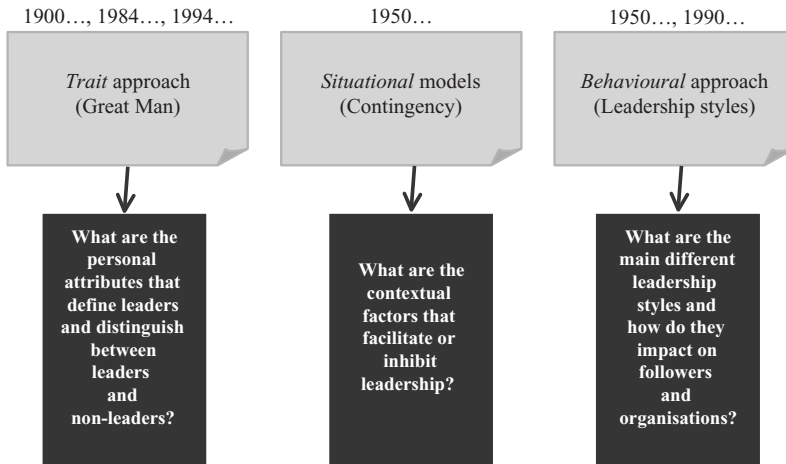 1900…, 1984…, 1994…
Trait approach
(Great Man)
What are the
personal
attributes that
define leaders
and distinguish
between
leaders
and
non-leaders?
1950…
Situational models
(Contingency)
What are the
contextual
factors that
facilitate or
inhibit
leadership?
1950…, 1990…
Behavioural approach
(Leadership styles)
What are the
main different
leadership
styles and
how do they
impact on
followers
and
organisations?